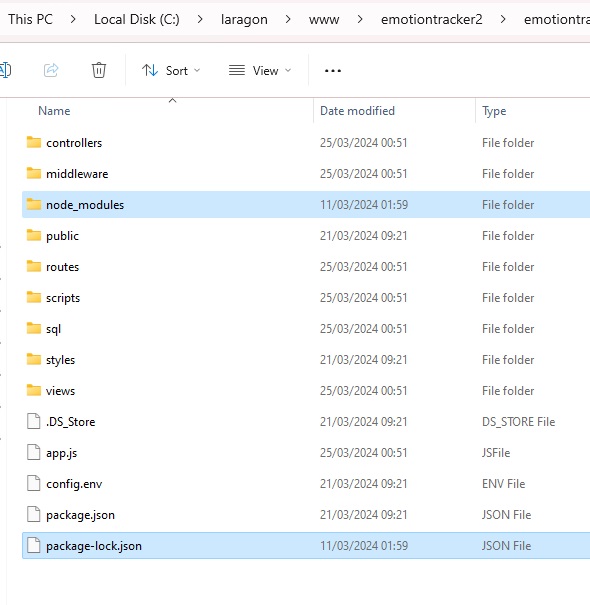 This PC > Local Disk (C:) > laragon > www > emotiontracker2 > emotiontra
Sort View ...
Name Date modified Type
controllers 25/03/2024 00:51 File folder
middleware 25/03/2024 00:51 File folder
node_modules 11/03/2024 01:59 File folder
public 21/03/2024 09:21 File folder
routes 25/03/2024 00:51 File folder
scripts 25/03/2024 00:51 File folder
sql 25/03/2024 00:51 File folder
styles 21/03/2024 09:21 File folder
views 25/03/2024 00:51 File folder
.DS_Store 21/03/2024 09:21 DS_STORE File
app.js 25/03/2024 00:51 JSFile
config.env 21/03/2024 09:21 ENV File
package.json 21/03/2024 09:21 JSON File
package-lock.json 11/03/2024 01:59 JSON File